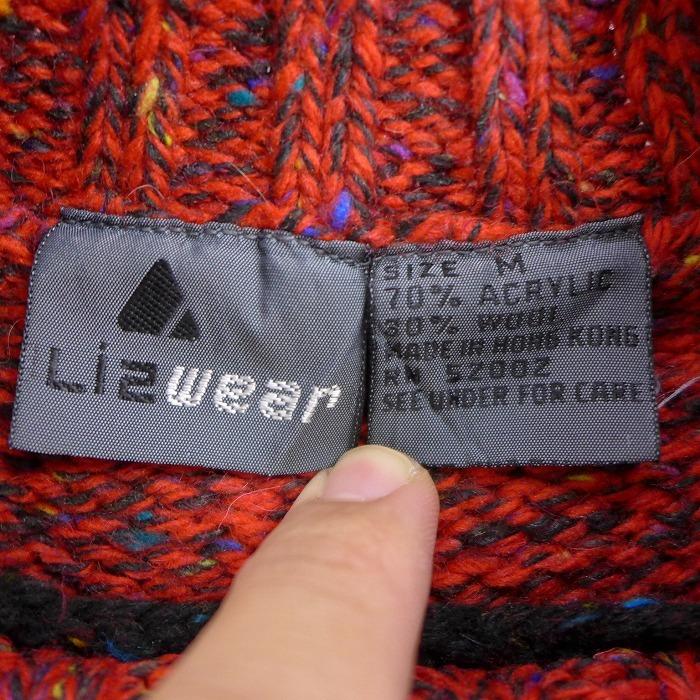 Lizwear
SIZE M
70% ACRYLIC
30% WOOL
MADE IN HONG KONG
RN 52002
SEE UNDER FOR CARE